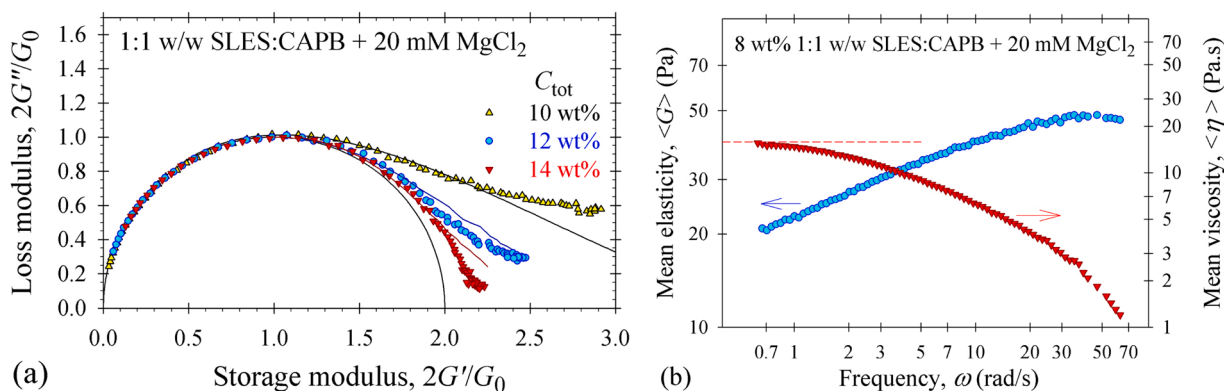 1:1 w/w SLES:CAPB + 20 mM MgCl2
Ctot
10 wt%
12 wt%
14 wt%
Loss modulus, 2G″/G0
1.6
1.4
1.2
1.0
0.8
0.6
0.4
0.2
0.0
0.0 0.5 1.0 1.5 2.0 2.5 3.0
Storage modulus, 2G′/G0
(a)
8 wt% 1:1 w/w SLES:CAPB + 20 mM MgCl2
Mean elasticity, <G> (Pa)
70
50
40
30
20
10
Mean viscosity, <η> (Pa.s)
70
50
30
20
10
7
5
3
2
1
0.7 1 2 3 5 7 10 20 30 50 70
Frequency, ω (rad/s)
(b)